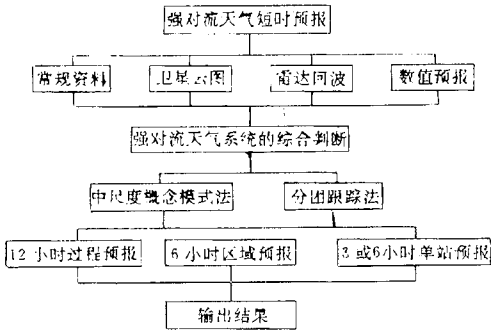 强对流天气短时预报
常规资料 卫星云图 雷达回波 数值预报
强对流天气系统的综合判断
中尺度概念模式法 分团跟踪法
12小时过程预报 6小时区域预报 3或6小时单站预报
输出结果